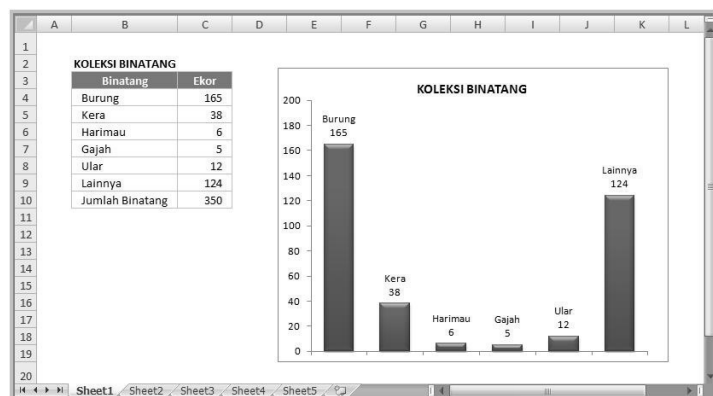 A B C D E F G H I J K L
1
2 KOLEKSI BINATANG
3 Binatang Ekor
4 Burung 165
5 Kera 38
6 Harimau 6
7 Gajah 5
8 Ular 12
9 Lainnya 124
10 Jumlah Binatang 350
11
12
13
14
15
16
17
18
19
20
KOLEKSI BINATANG
200
180
160
140
120
100
80
60
40
20
0
Burung
165
Kera
38
Harimau
6
Gajah
5
Ular
12
Lainnya
124
Sheet1 Sheet2 Sheet3 Sheet4 Sheet5